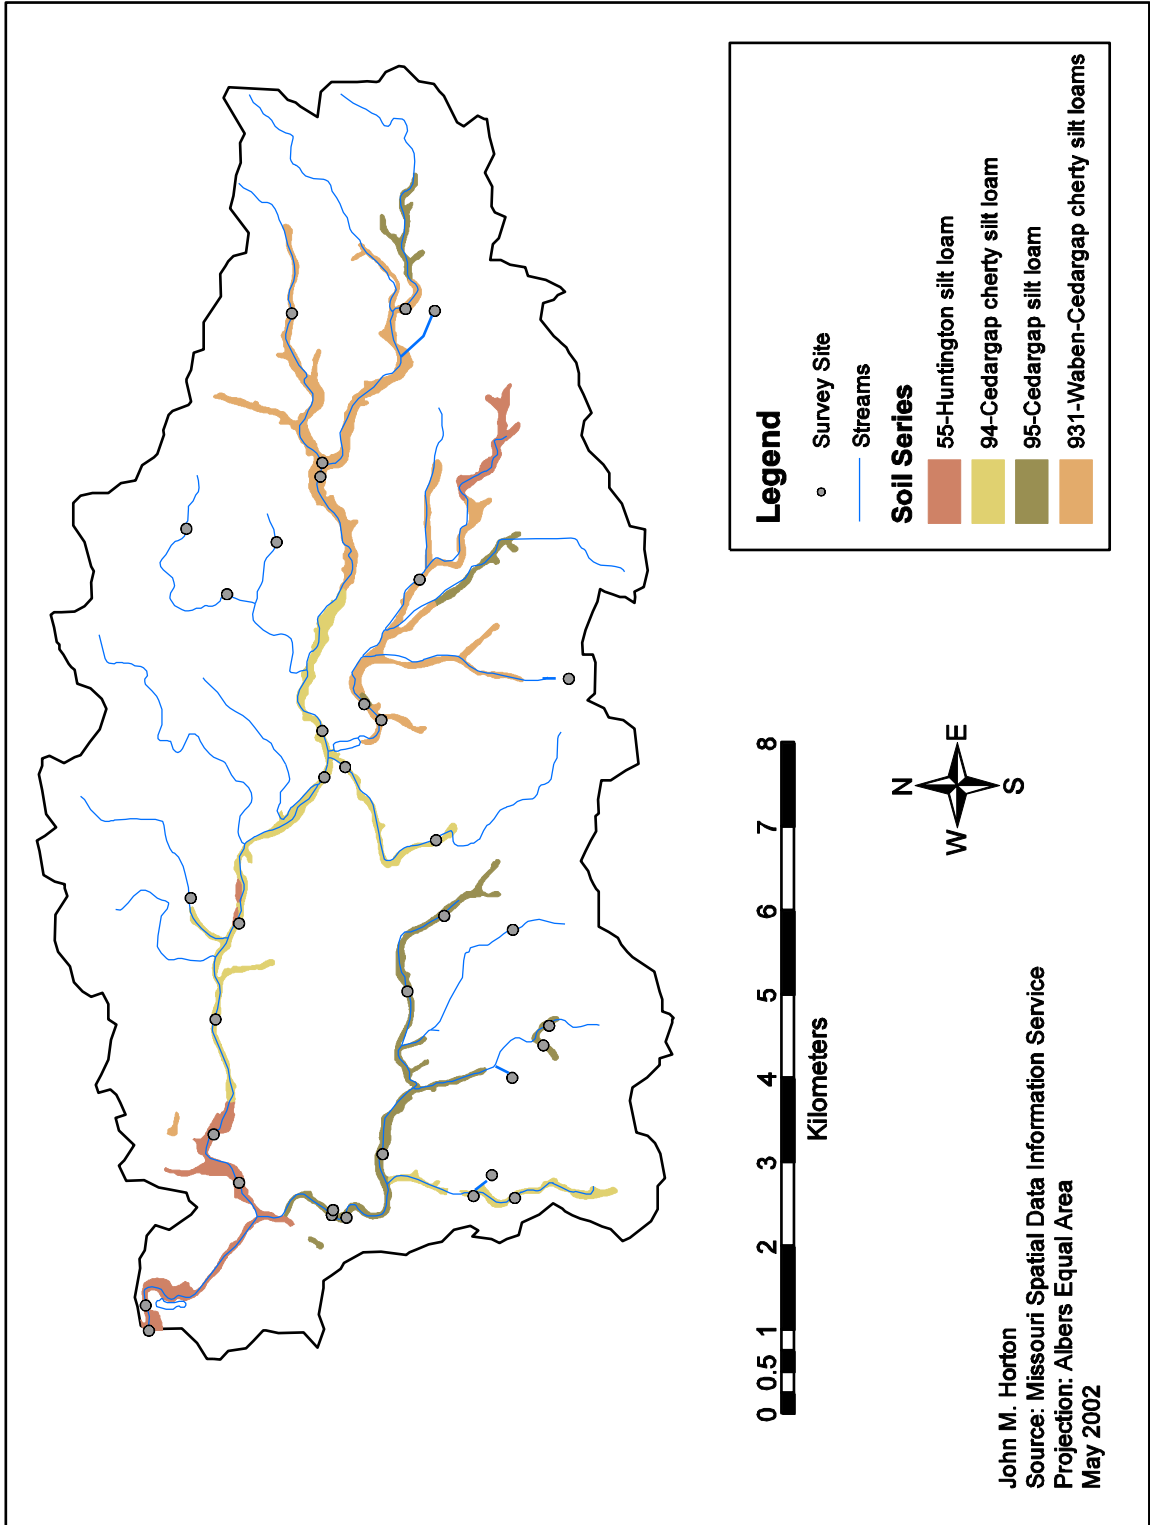 Legend
Survey Site
Streams
Soil Series
55-Huntington silt loam
94-Cedargap cherty silt loam
95-Cedargap silt loam
931-Waben-Cedargap cherty silt loams
0 0.5 1 2 3 4 5 6 7 8
Kilometers
N
W E
S
John M. Horton
Source: Missouri Spatial Data Information Service
Projection: Albers Equal Area
May 2002